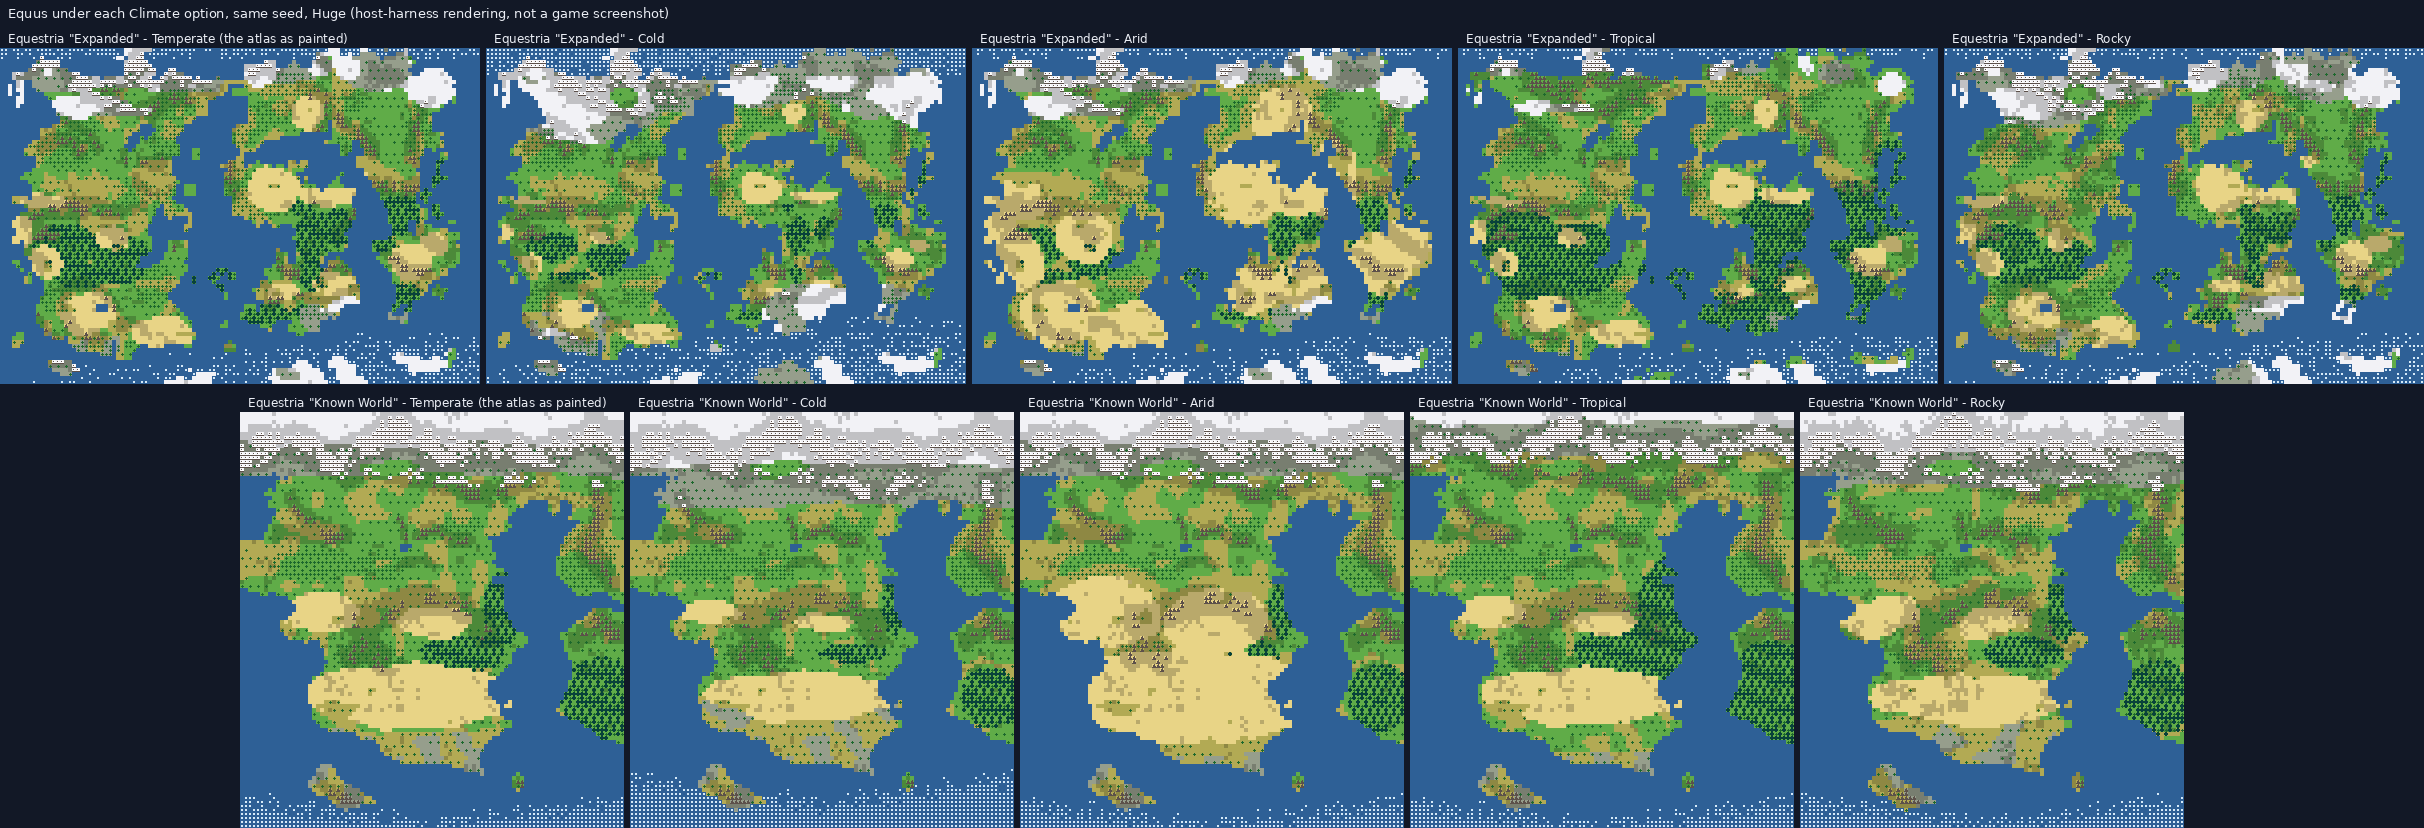 Equus under each Climate option, same seed, Huge (host-harness rendering, not a game screenshot)
Equestria "Expanded" - Temperate (the atlas as painted)
Equestria "Expanded" - Cold
Equestria "Expanded" - Arid
Equestria "Expanded" - Tropical
Equestria "Expanded" - Rocky
Equestria "Known World" - Temperate (the atlas as painted)
Equestria "Known World" - Cold
Equestria "Known World" - Arid
Equestria "Known World" - Tropical
Equestria "Known World" - Rocky